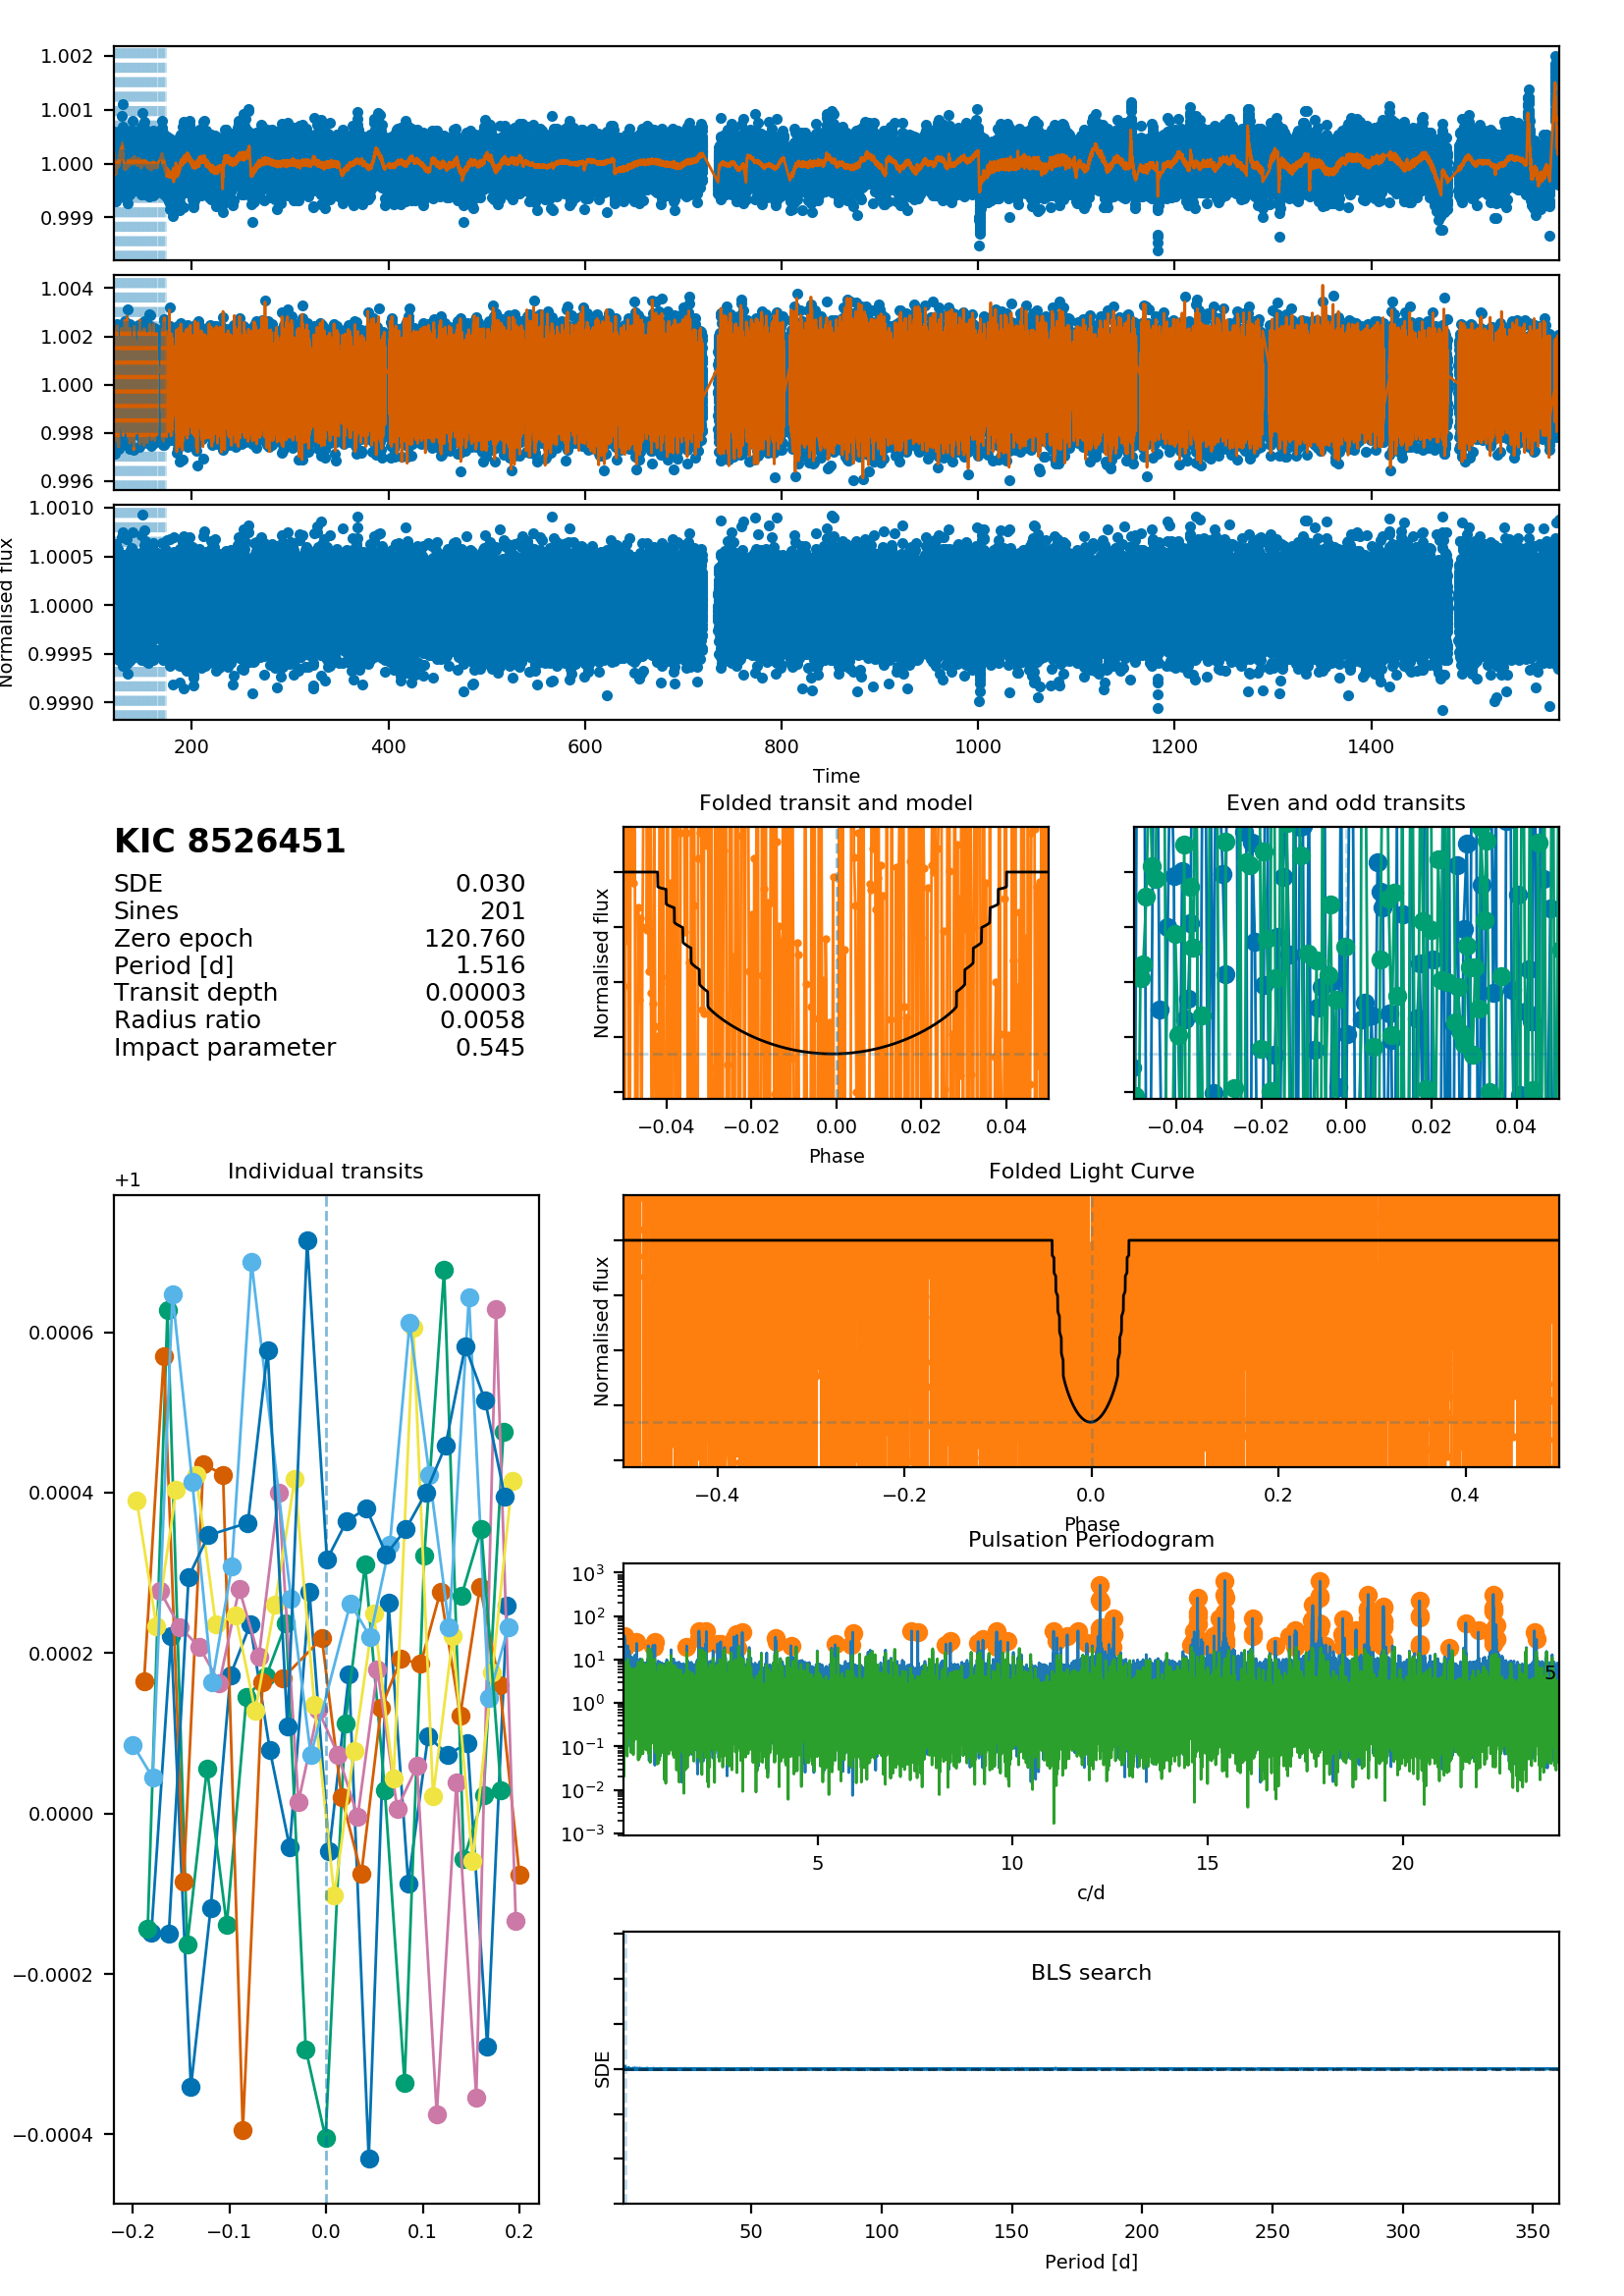 1.002
1.001
1.000
0.999
1.004
1.002
1.000
0.998
0.996
1.0010
1.0005
1.0000
0.9995
0.9990
Normalised flux
200 400 600 800 1000 1200 1400
Time
KIC 8526451
SDE 0.030
Sines 201
Zero epoch 120.760
Period [d] 1.516
Transit depth 0.00003
Radius ratio 0.0058
Impact parameter 0.545
Folded transit and model
Normalised flux
−0.04 −0.02 0.00 0.02 0.04
Phase
Even and odd transits
−0.04 −0.02 0.00 0.02 0.04
Individual transits
+1
0.0006
0.0004
0.0002
0.0000
−0.0002
−0.0004
−0.2 −0.1 0.0 0.1 0.2
Folded Light Curve
Normalised flux
−0.4 −0.2 0.0 0.2 0.4
Phase
Pulsation Periodogram
10³
10²
10¹
10⁰
10⁻¹
10⁻²
10⁻³
5
5 10 15 20
c/d
BLS search
SDE
50 100 150 200 250 300 350
Period [d]